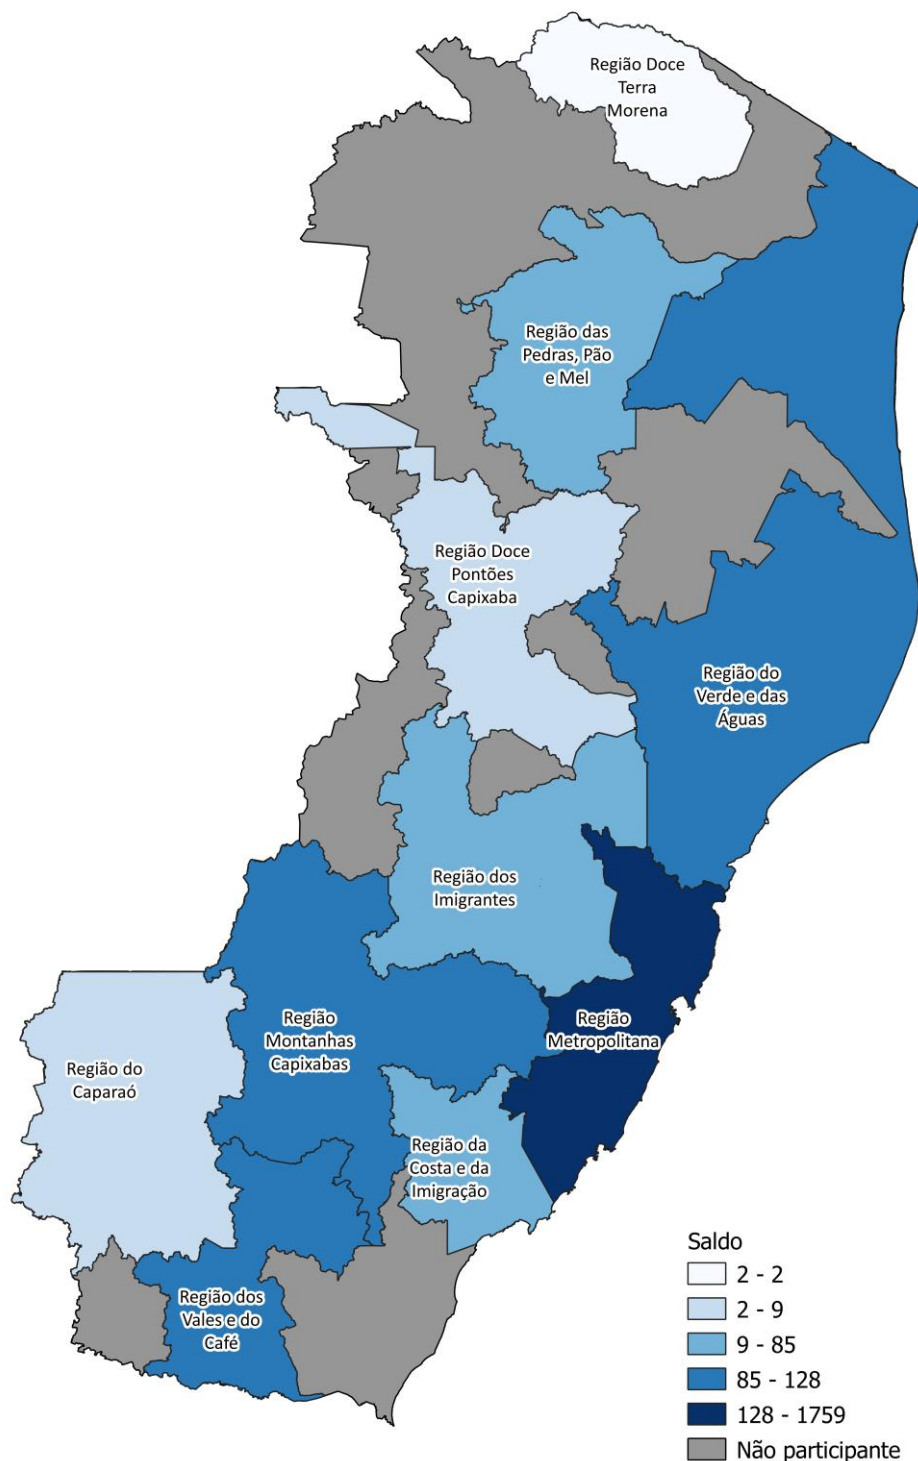 Região Doce
Terra
Morena
Região das
Pedras, Pão
e Mel
Região Doce
Pontões
Capixaba
Região do
Verde e das
Águas
Região dos
Imigrantes
Região
Montanhas
Capixabas
Região
Metropolitana
Região do
Caparaó
Região da
Costa e da
Imigração
Região dos
Vales e do
Café
Saldo
2 - 2
2 - 9
9 - 85
85 - 128
128 - 1759
Não participante